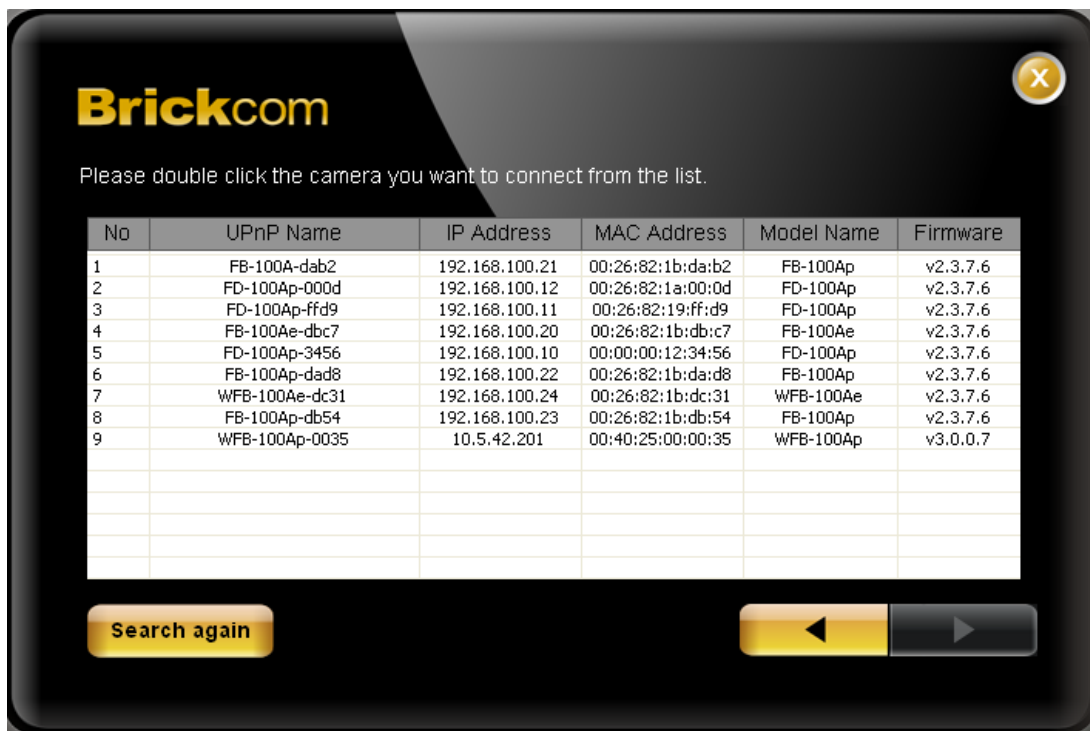 X
Brickcom
Please double click the camera you want to connect from the list.
No UPnP Name IP Address MAC Address Model Name Firmware
1 FB-100A-dab2 192.168.100.21 00:26:82:1b:da:b2 FB-100Ap v2.3.7.6
2 FD-100Ap-000d 192.168.100.12 00:26:82:1a:00:0d FD-100Ap v2.3.7.6
3 FD-100Ap-ffd9 192.168.100.11 00:26:82:19:ff:d9 FD-100Ap v2.3.7.6
4 FB-100Ae-dbc7 192.168.100.20 00:26:82:1b:db:c7 FB-100Ae v2.3.7.6
5 FD-100Ap-3456 192.168.100.10 00:00:00:12:34:56 FD-100Ap v2.3.7.6
6 FB-100Ap-dad8 192.168.100.22 00:26:82:1b:da:d8 FB-100Ap v2.3.7.6
7 WFB-100Ae-dc31 192.168.100.24 00:26:82:1b:dc:31 WFB-100Ae v2.3.7.6
8 FB-100Ap-db54 192.168.100.23 00:26:82:1b:db:54 FB-100Ap v2.3.7.6
9 WFB-100Ap-0035 10.5.42.201 00:40:25:00:00:35 WFB-100Ap v3.0.0.7
Search again